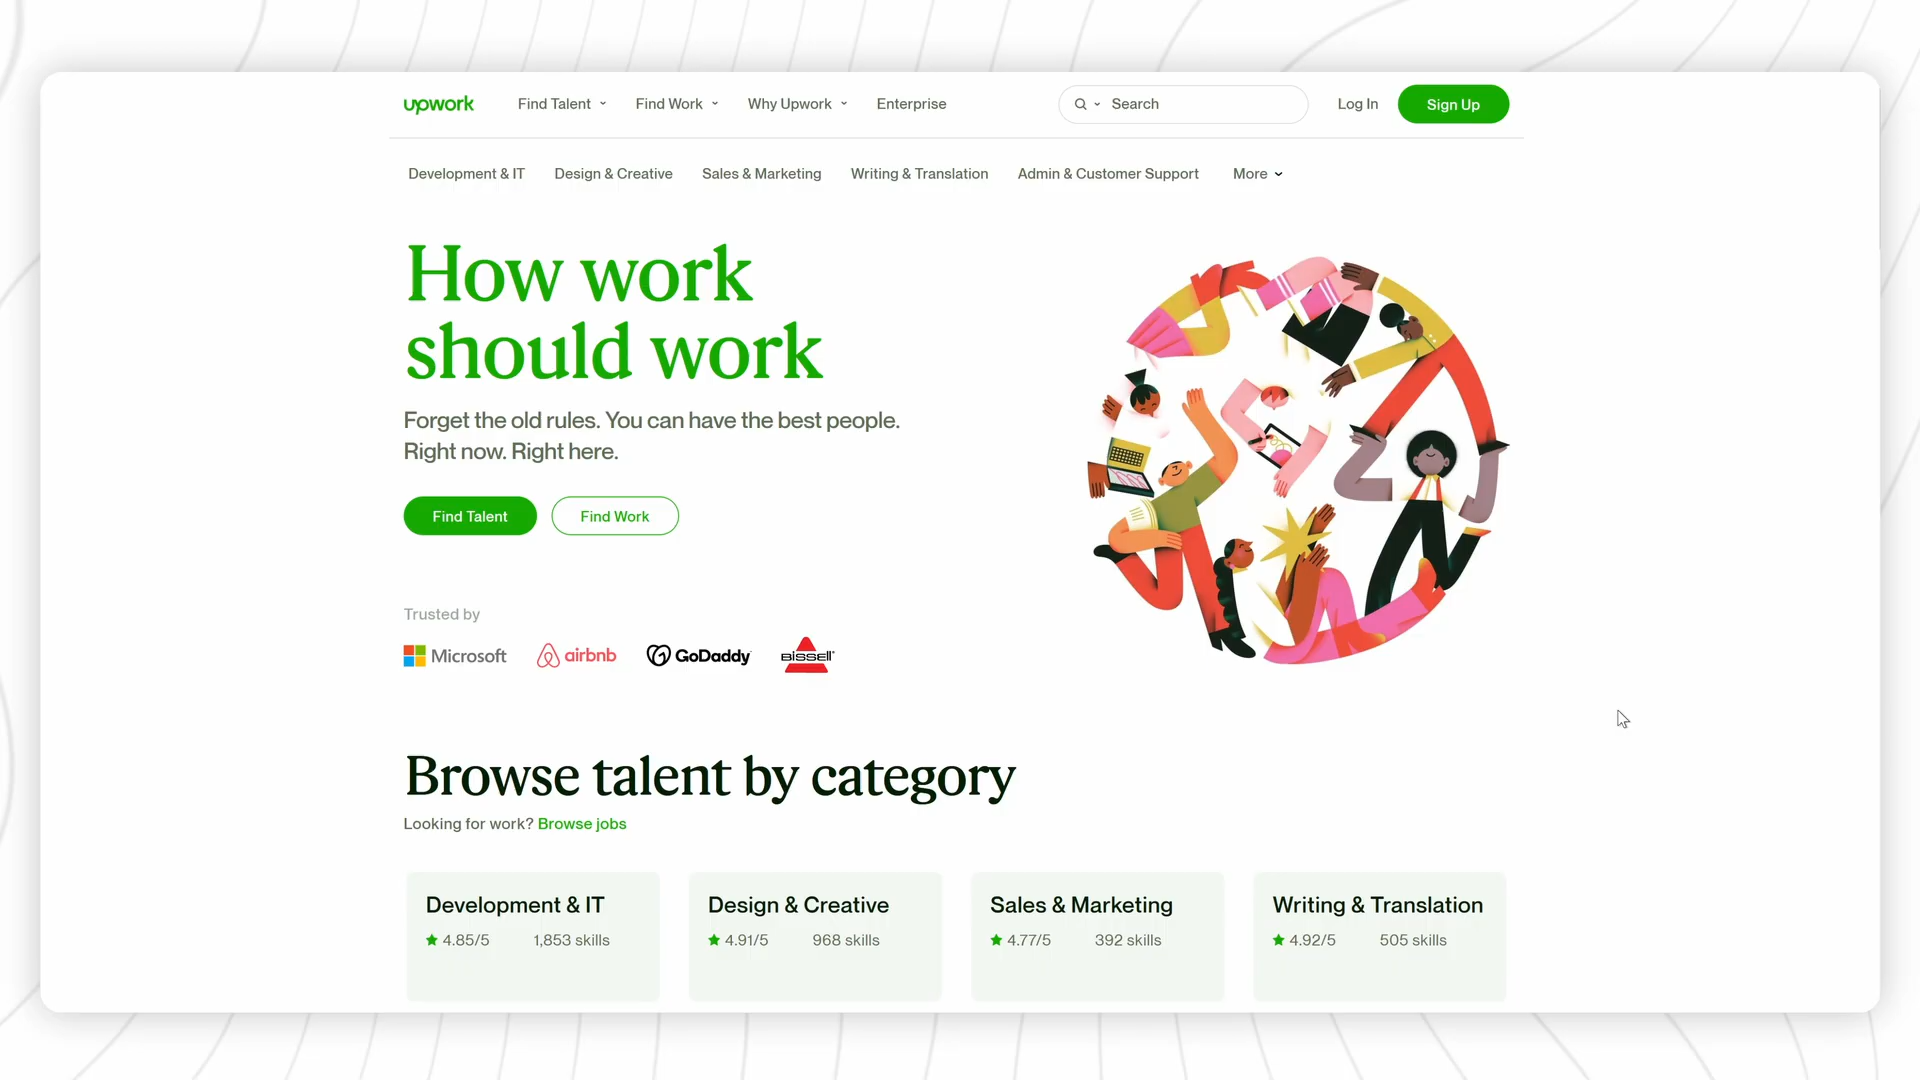 upwork Find Talent Find Work Why Upwork Enterprise Search Log In Sign Up
Development & IT Design & Creative Sales & Marketing Writing & Translation Admin & Customer Support More
How work
should work
Forget the old rules. You can have the best people.
Right now. Right here.
Find Talent Find Work
Trusted by
Microsoft airbnb GoDaddy BISSELL
Browse talent by category
Looking for work? Browse jobs
Development & IT Design & Creative Sales & Marketing Writing & Translation
4.85/5 1,853 skills 4.91/5 968 skills 4.77/5 392 skills 4.92/5 505 skills